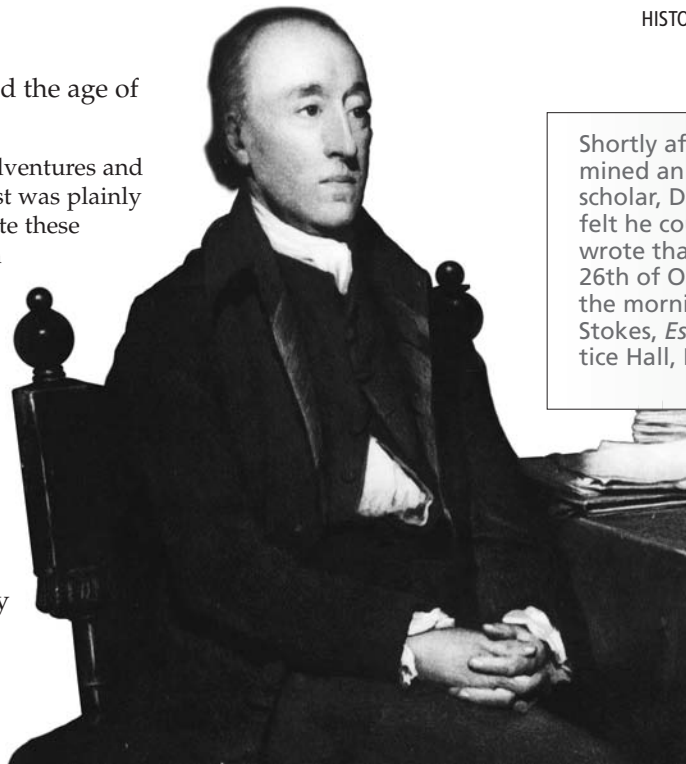 HISTO
d the age of
lventures and
st was plainly
te these
y
Shortly af
mined an
scholar, D
felt he co
wrote tha
26th of O
the morni
Stokes, Es
tice Hall, I